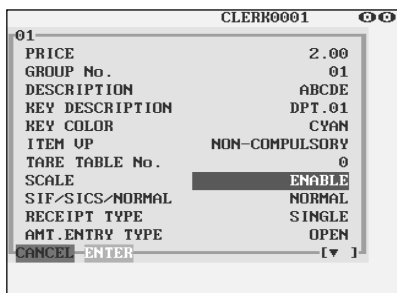 CLERK0001
01
PRICE 2.00
GROUP No. 01
DESCRIPTION ABCDE
KEY DESCRIPTION DPT.01
KEY COLOR CYAN
ITEM VP NON-COMPULSORY
TARE TABLE No. 0
SCALE ENABLE
SIF/SICS/NORMAL NORMAL
RECEIPT TYPE SINGLE
AMT.ENTRY TYPE OPEN
CANCEL ENTER [▼ ]